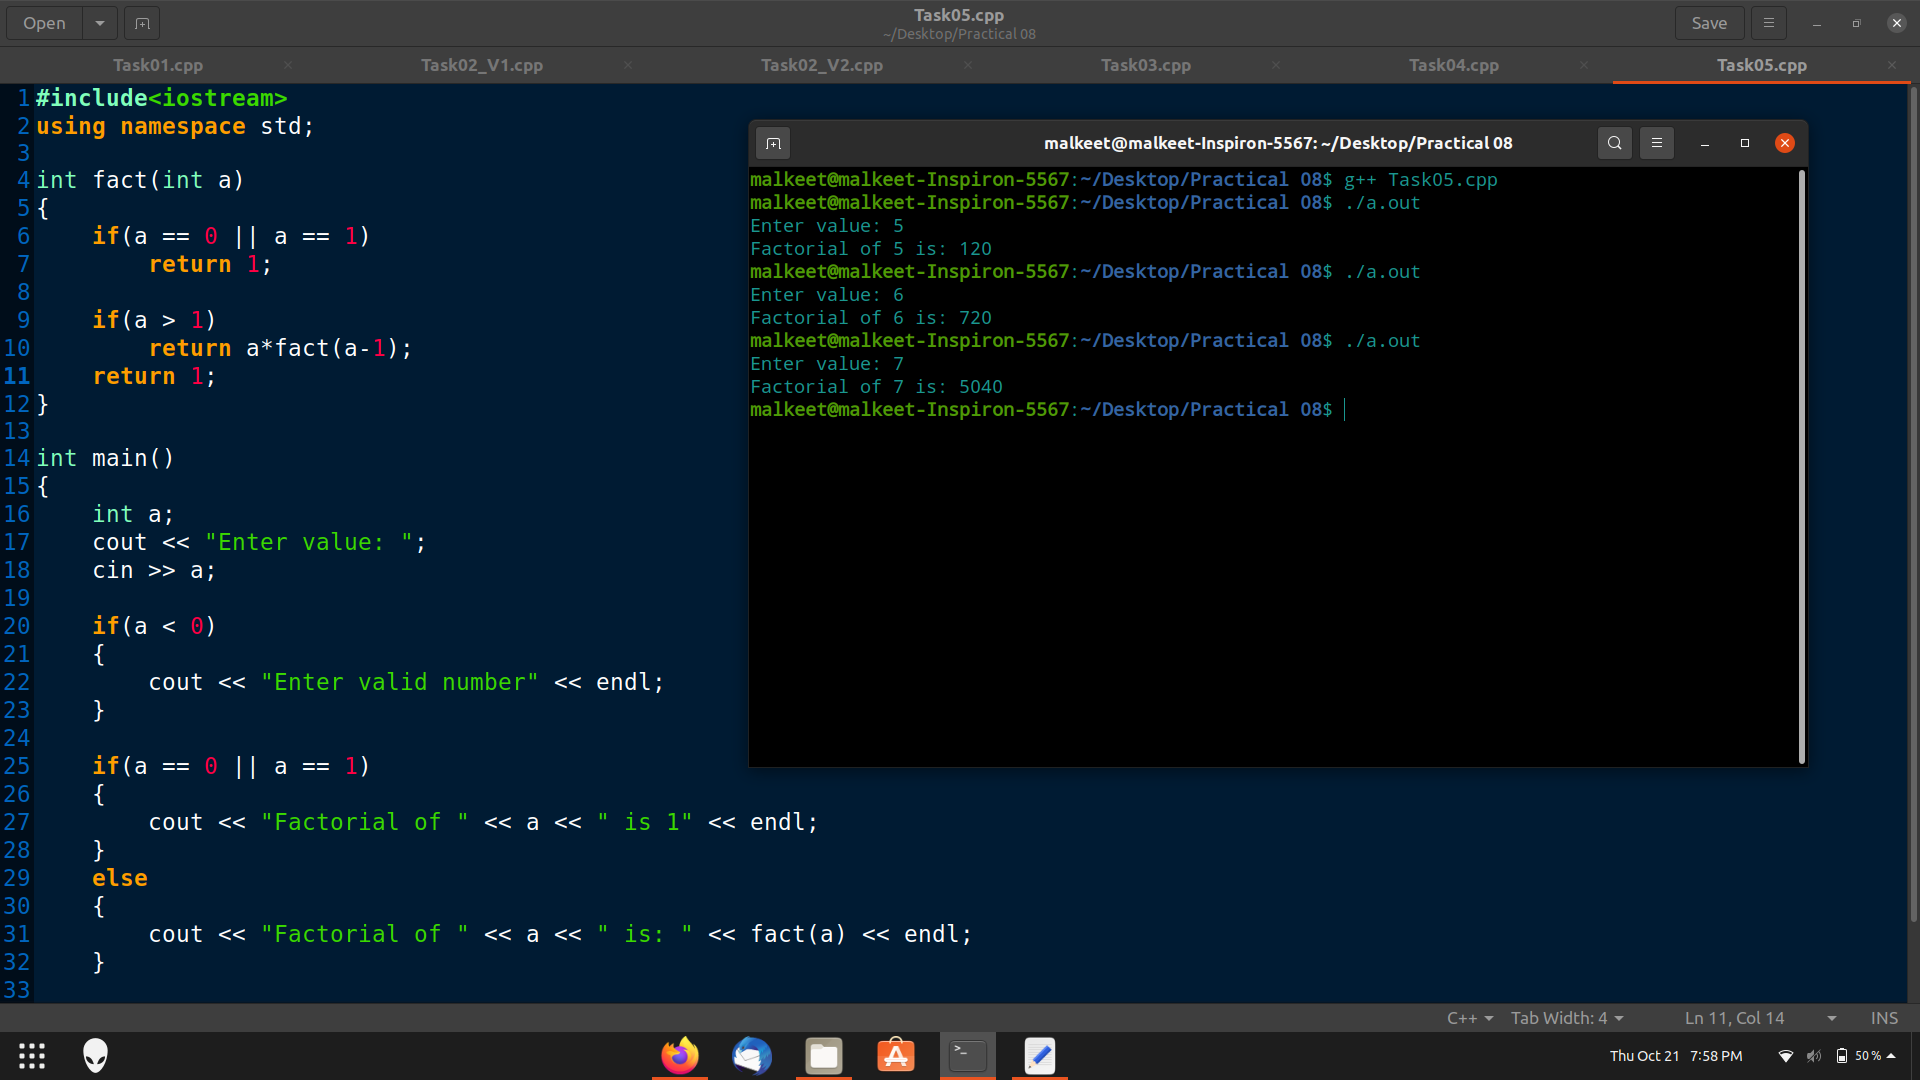 Open
Task05.cpp
~/Desktop/Practical 08
Save
Task01.cpp
Task02_V1.cpp
Task02_V2.cpp
Task03.cpp
Task04.cpp
Task05.cpp
1 #include<iostream>
2 using namespace std;
3
4 int fact(int a)
5 {
6     if(a == 0 || a == 1)
7         return 1;
8
9     if(a > 1)
10         return a*fact(a-1);
11     return 1;
12 }
13
14 int main()
15 {
16     int a;
17     cout << "Enter value: ";
18     cin >> a;
19
20     if(a < 0)
21     {
22         cout << "Enter valid number" << endl;
23     }
24
25     if(a == 0 || a == 1)
26     {
27         cout << "Factorial of " << a << " is 1" << endl;
28     }
29     else
30     {
31         cout << "Factorial of " << a << " is: " << fact(a) << endl;
32     }
33
malkeet@malkeet-Inspiron-5567: ~/Desktop/Practical 08
malkeet@malkeet-Inspiron-5567:~/Desktop/Practical 08$ g++ Task05.cpp
malkeet@malkeet-Inspiron-5567:~/Desktop/Practical 08$ ./a.out
Enter value: 5
Factorial of 5 is: 120
malkeet@malkeet-Inspiron-5567:~/Desktop/Practical 08$ ./a.out
Enter value: 6
Factorial of 6 is: 720
malkeet@malkeet-Inspiron-5567:~/Desktop/Practical 08$ ./a.out
Enter value: 7
Factorial of 7 is: 5040
malkeet@malkeet-Inspiron-5567:~/Desktop/Practical 08$
C++ Tab Width: 4 Ln 11, Col 14 INS
Thu Oct 21 7:58 PM 50 %